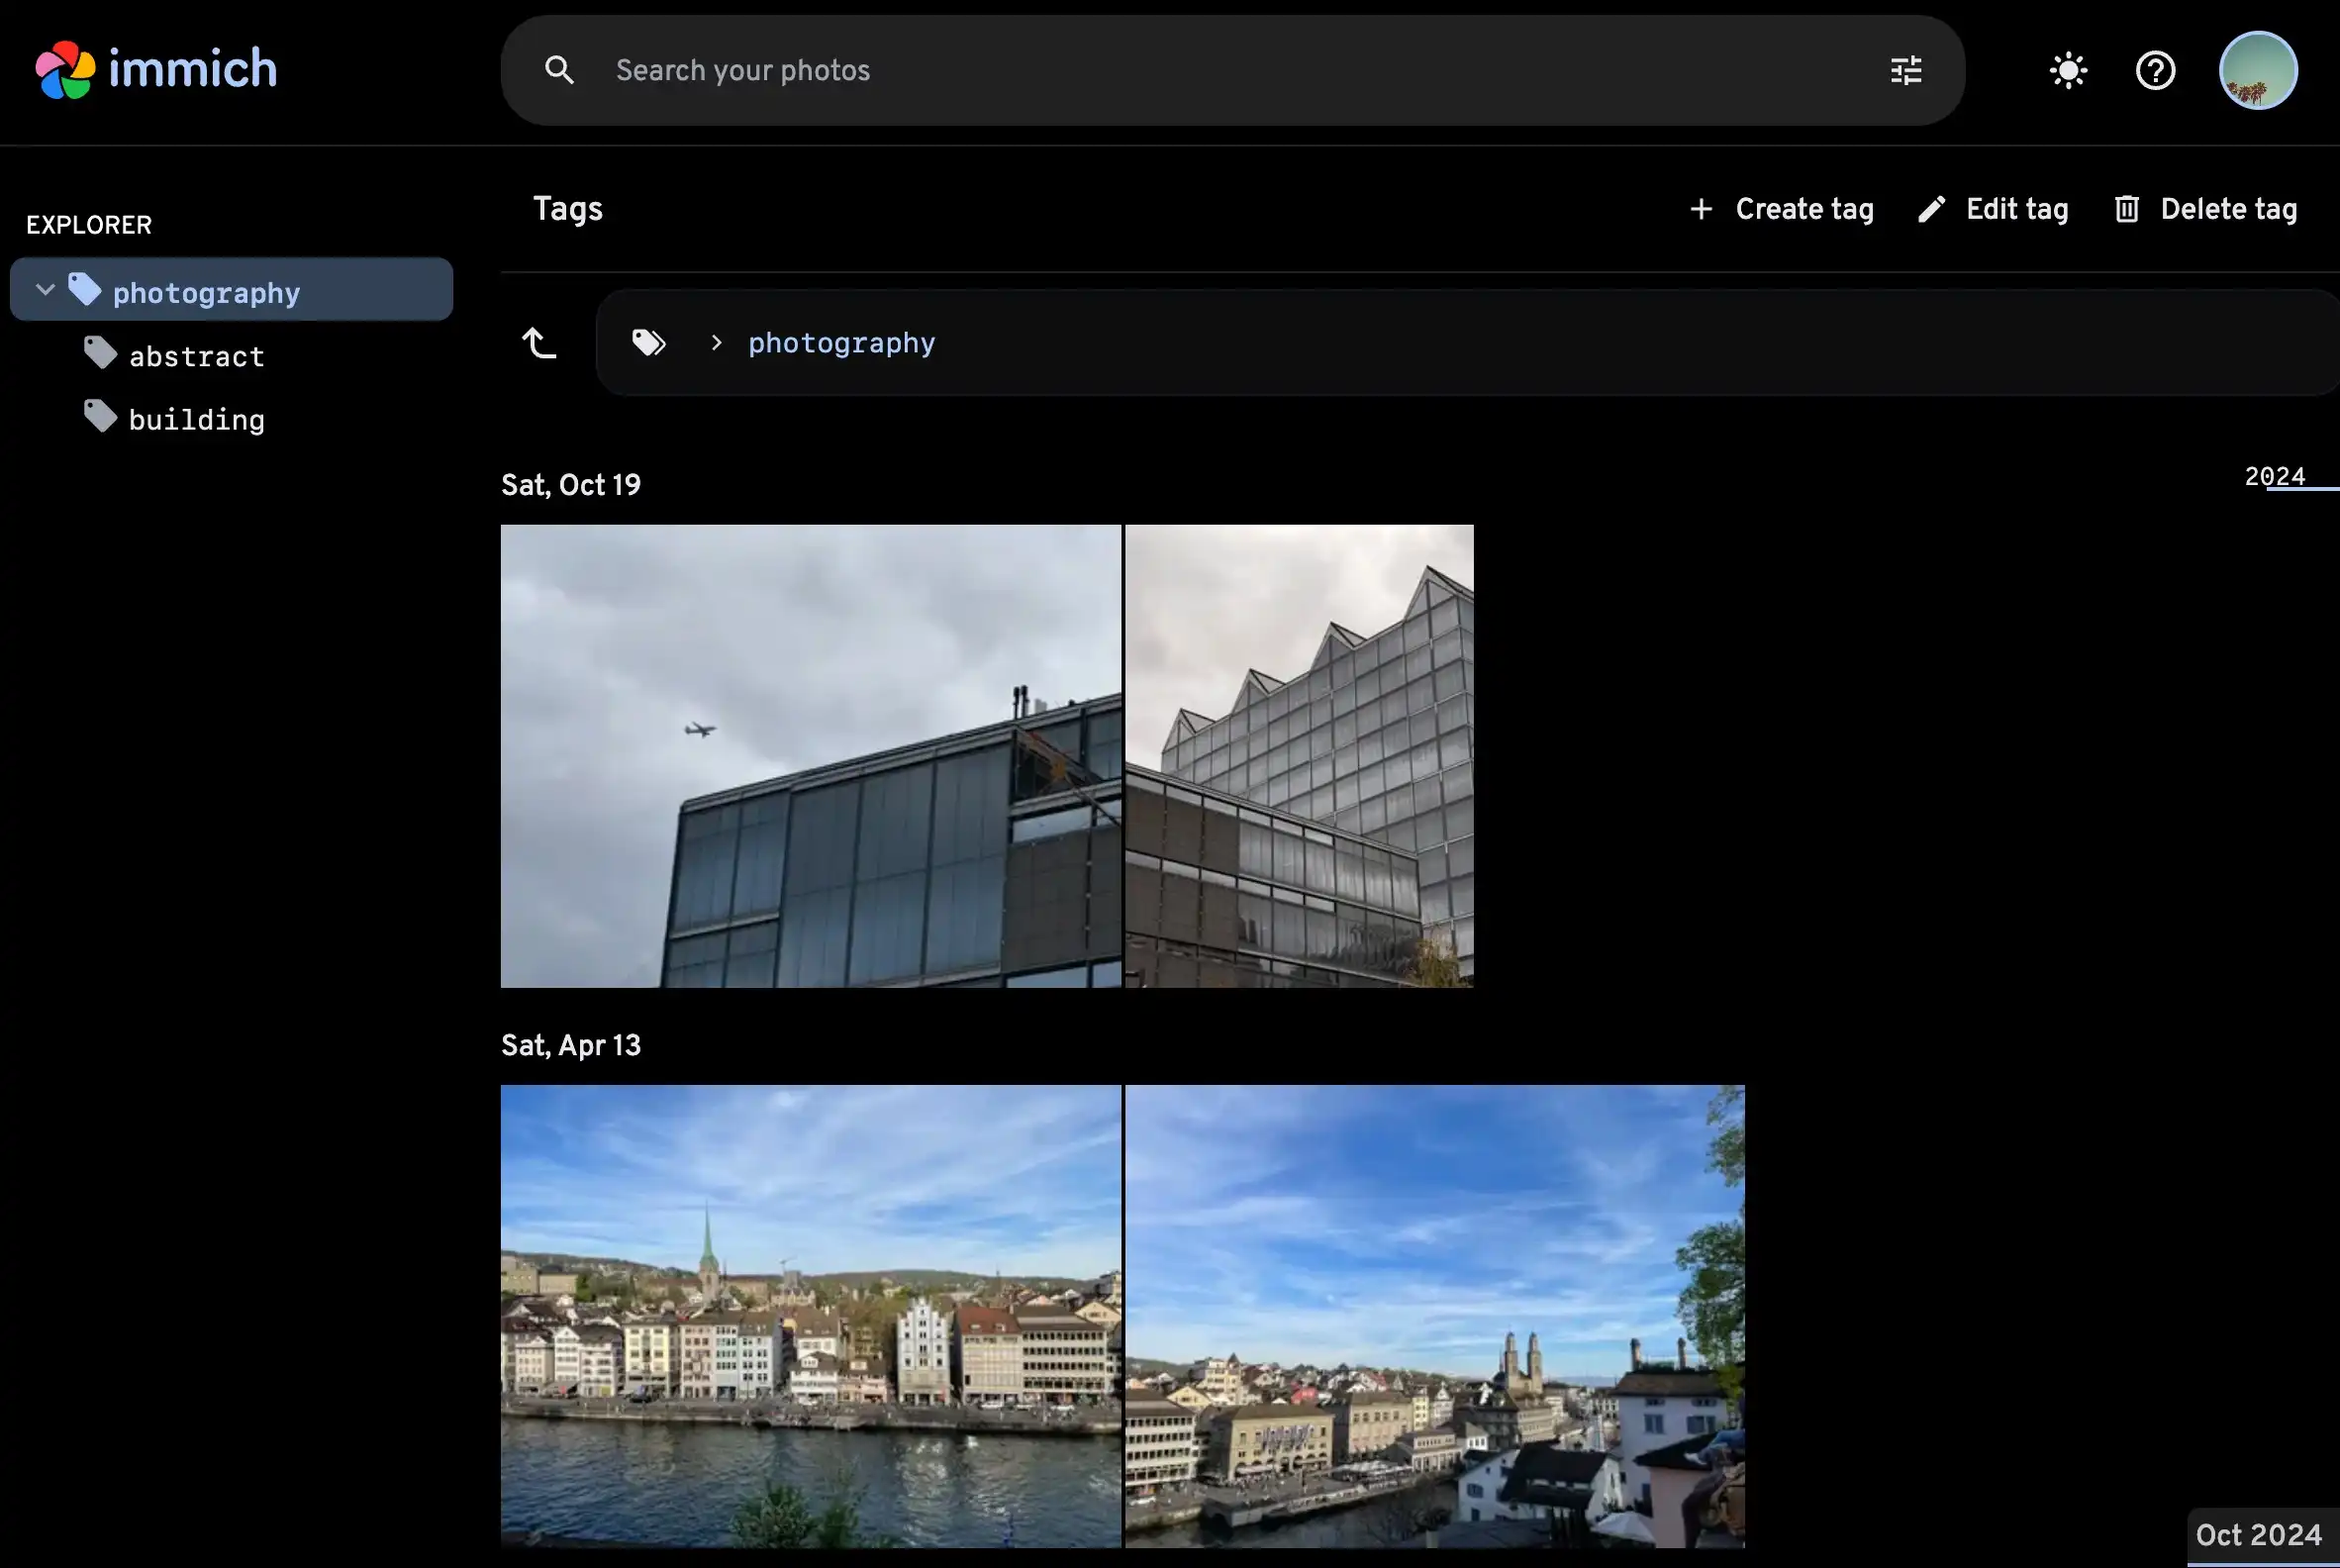 immich
Search your photos
EXPLORER
photography
abstract
building
Tags
Create tag
Edit tag
Delete tag
photography
Sat, Oct 19
2024
Sat, Apr 13
Oct 2024